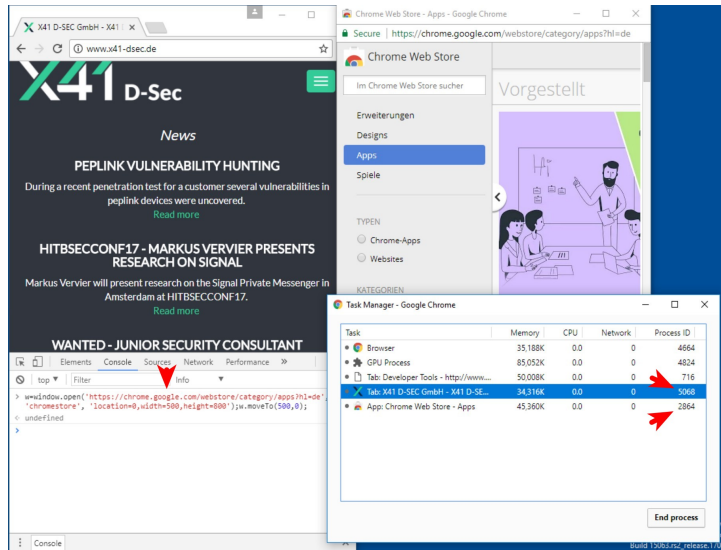 X41 D-SEC GmbH - X41
www.x41-dsec.de
X41 D-Sec
News
PEPLINK VULNERABILITY HUNTING
During a recent penetration test for a customer several vulnerabilities in
peplink devices were uncovered.
Read more
HITBSECCONF17 - MARKUS VERVIER PRESENTS
RESEARCH ON SIGNAL
Markus Vervier will present research on the Signal Private Messenger in
Amsterdam at HITBSECCONF17.
Read more
WANTED - JUNIOR SECURITY CONSULTANT
Elements Console Sources Network Performance »
top Filter Info
> w=window.open('https://chrome.google.com/webstore/category/apps?hl=de',
'chromestore', 'location=0,width=500,height=800');w.moveTo(500,0);
undefined
>
Console
Chrome Web Store - Apps - Google Chrome
Secure | https://chrome.google.com/webstore/category/apps?hl=de
Chrome Web Store
Im Chrome Web Store sucher
Vorgestellt
Erweiterungen
Designs
Apps
Spiele
TYPEN
Chrome-Apps
Websites
KATEGORIEN
Task Manager - Google Chrome
Task Memory CPU Network Process ID
Browser 35,188K 0.0 0 4664
GPU Process 85,052K 0.0 0 4824
Tab: Developer Tools - http://www.... 50,008K 0.0 0 716
Tab: X41 D-SEC GmbH - X41 D-SE... 34,316K 0.0 0 5068
App: Chrome Web Store - Apps 45,360K 0.0 0 2864
End process
Build 15063.rs2_release.170